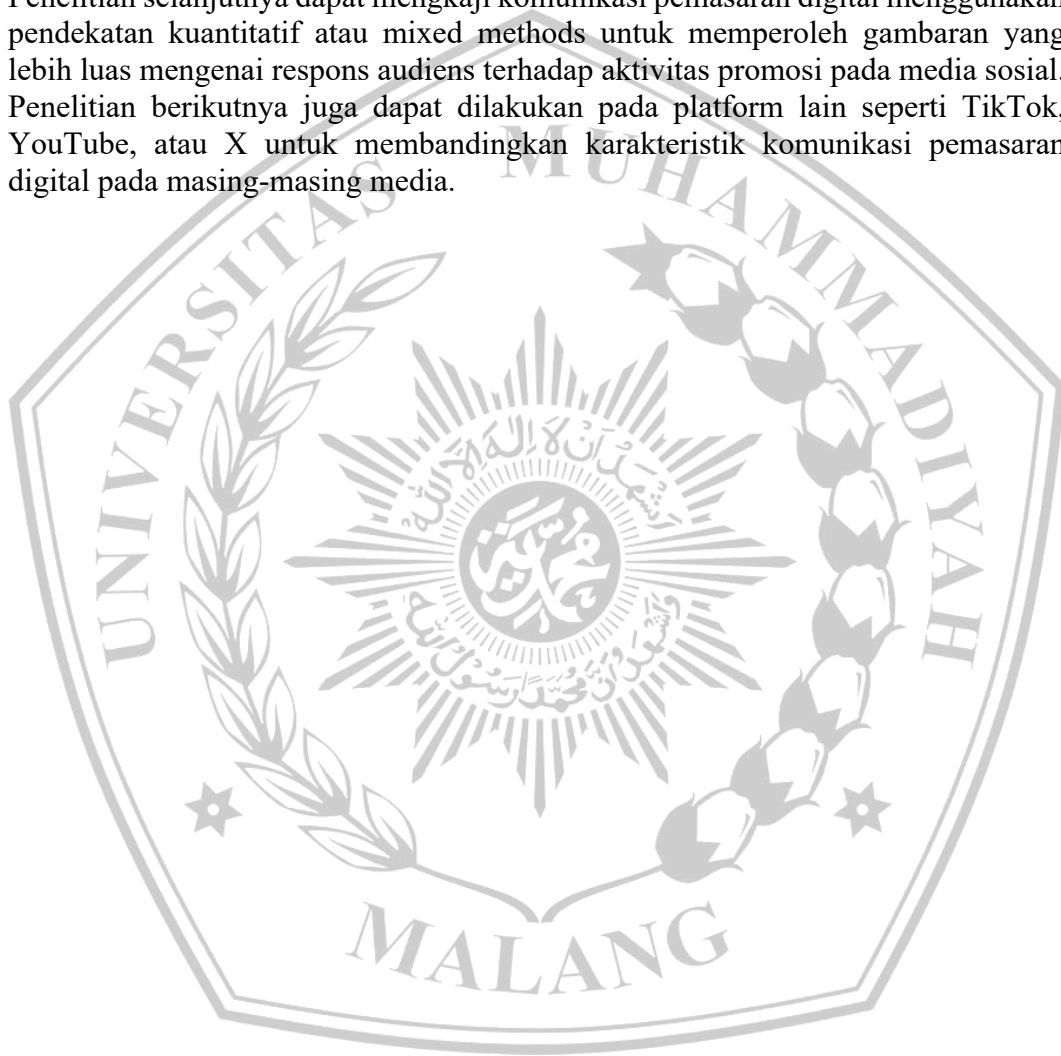 Penelitian selanjutnya dapat mengkaji komunikasi pemasaran digital menggunakan
pendekatan kuantitatif atau mixed methods untuk memperoleh gambaran yang
lebih luas mengenai respons audiens terhadap aktivitas promosi pada media sosial.
Penelitian berikutnya juga dapat dilakukan pada platform lain seperti TikTok,
YouTube, atau X untuk membandingkan karakteristik komunikasi pemasaran
digital pada masing-masing media.
UNIVERSITAS MUHAMMADIYAH
MALANG